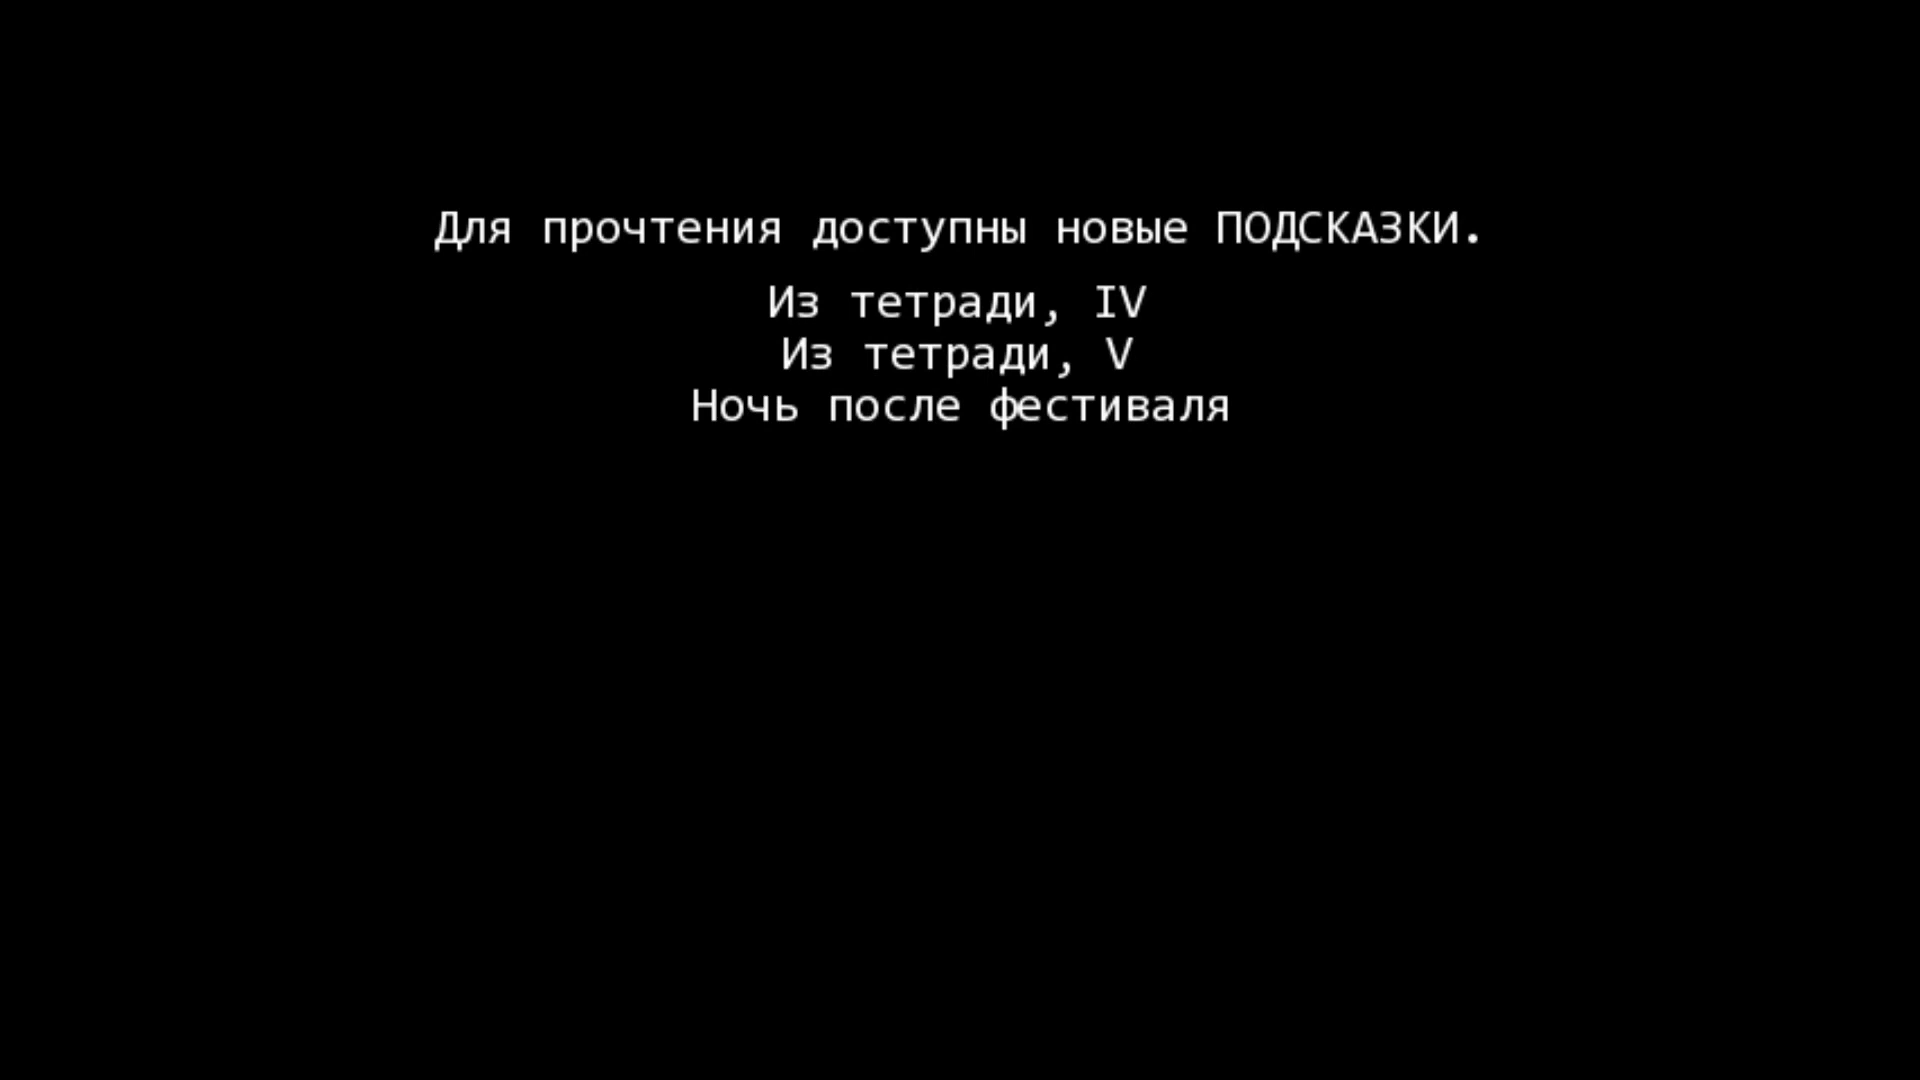 Для прочтения доступны новые ПОДСКАЗКИ.
Из тетради, IV
Из тетради, V
Ночь после фестиваля